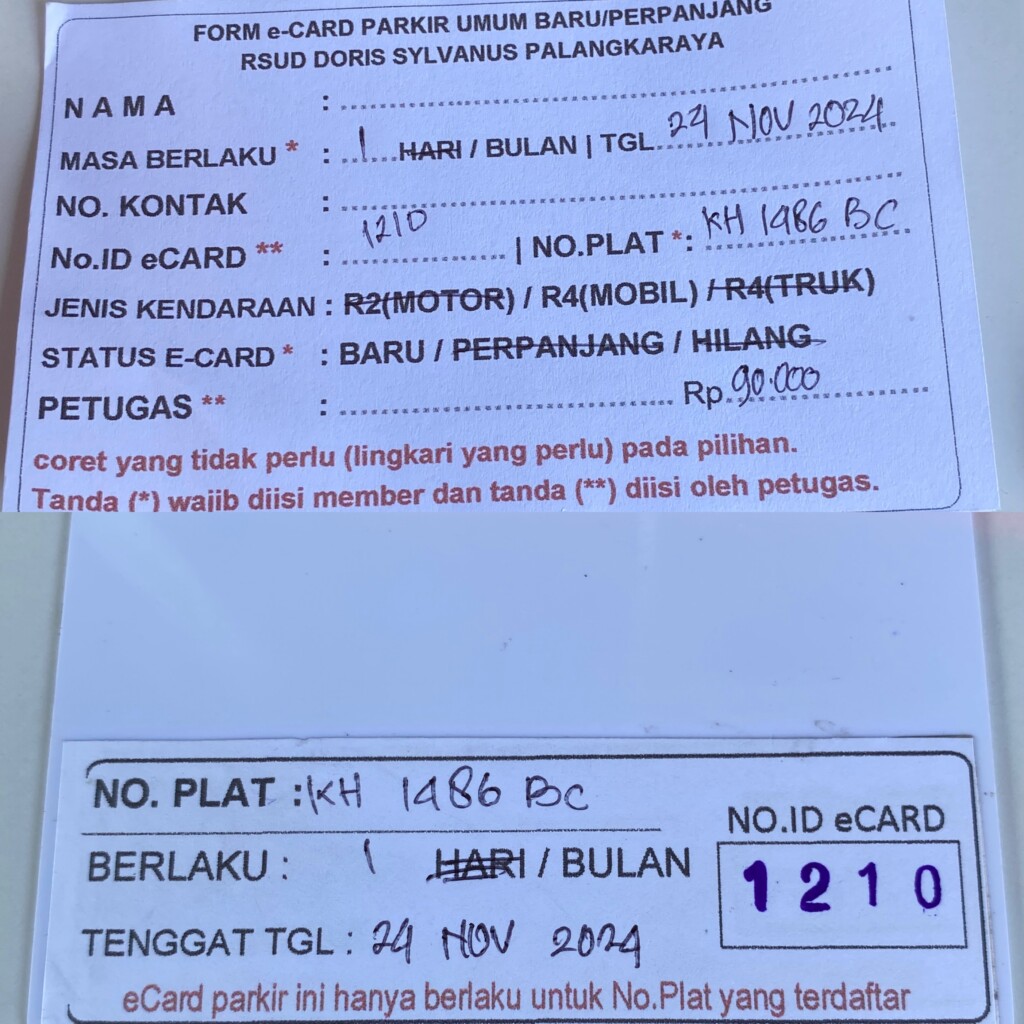 FORM e-CARD PARKIR UMUM BARU/PERPANJANG
RSUD DORIS SYLVANUS PALANGKARAYA
NAMA : ........................................
MASA BERLAKU * : ..1.... HARI / BULAN | TGL. 24 NOV 2024
NO. KONTAK : ........................................
No.ID eCARD ** : 1210 | NO.PLAT *: KH 1486 BC
JENIS KENDARAAN : R2(MOTOR) / R4(MOBIL) / R4(TRUK)
STATUS E-CARD * : BARU / PERPANJANG / HILANG
PETUGAS ** : ........................................ Rp. 90.000
coret yang tidak perlu (lingkari yang perlu) pada pilihan.
Tanda (*) wajib diisi member dan tanda (**) diisi oleh petugas.
NO. PLAT : KH 1486 BC
NO.ID eCARD
BERLAKU : 1 HARI / BULAN
1210
TENGGAT TGL : 24 NOV 2024
eCard parkir ini hanya berlaku untuk No.Plat yang terdaftar